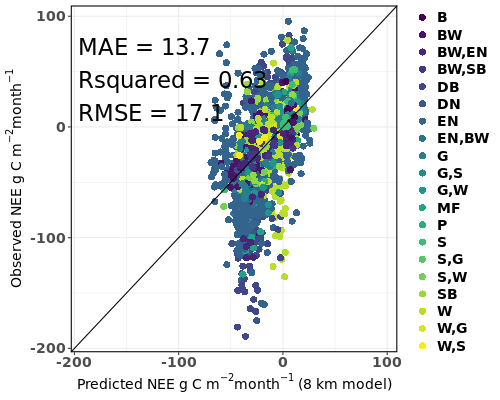 MAE = 13.7
Rsquared = 0.63
RMSE = 17.1
Observed NEE g C m⁻²month⁻¹
100
0
-100
-200
-200 -100 0 100
Predicted NEE g C m⁻²month⁻¹ (8 km model)
B
BW
BW,EN
BW,SB
DB
DN
EN
EN,BW
G
G,S
G,W
MF
P
S
S,G
S,W
SB
W
W,G
W,S